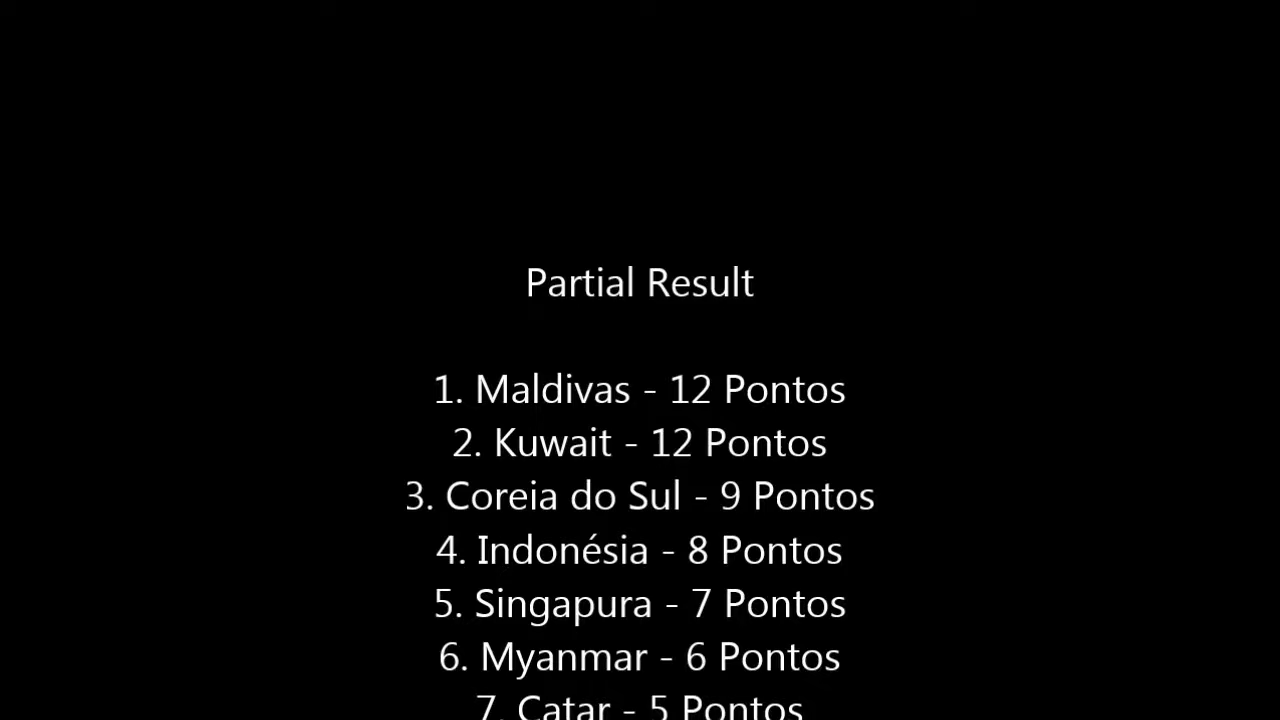 Partial Result
1. Maldivas - 12 Pontos
2. Kuwait - 12 Pontos
3. Coreia do Sul - 9 Pontos
4. Indonésia - 8 Pontos
5. Singapura - 7 Pontos
6. Myanmar - 6 Pontos
7. Catar - 5 Pontos